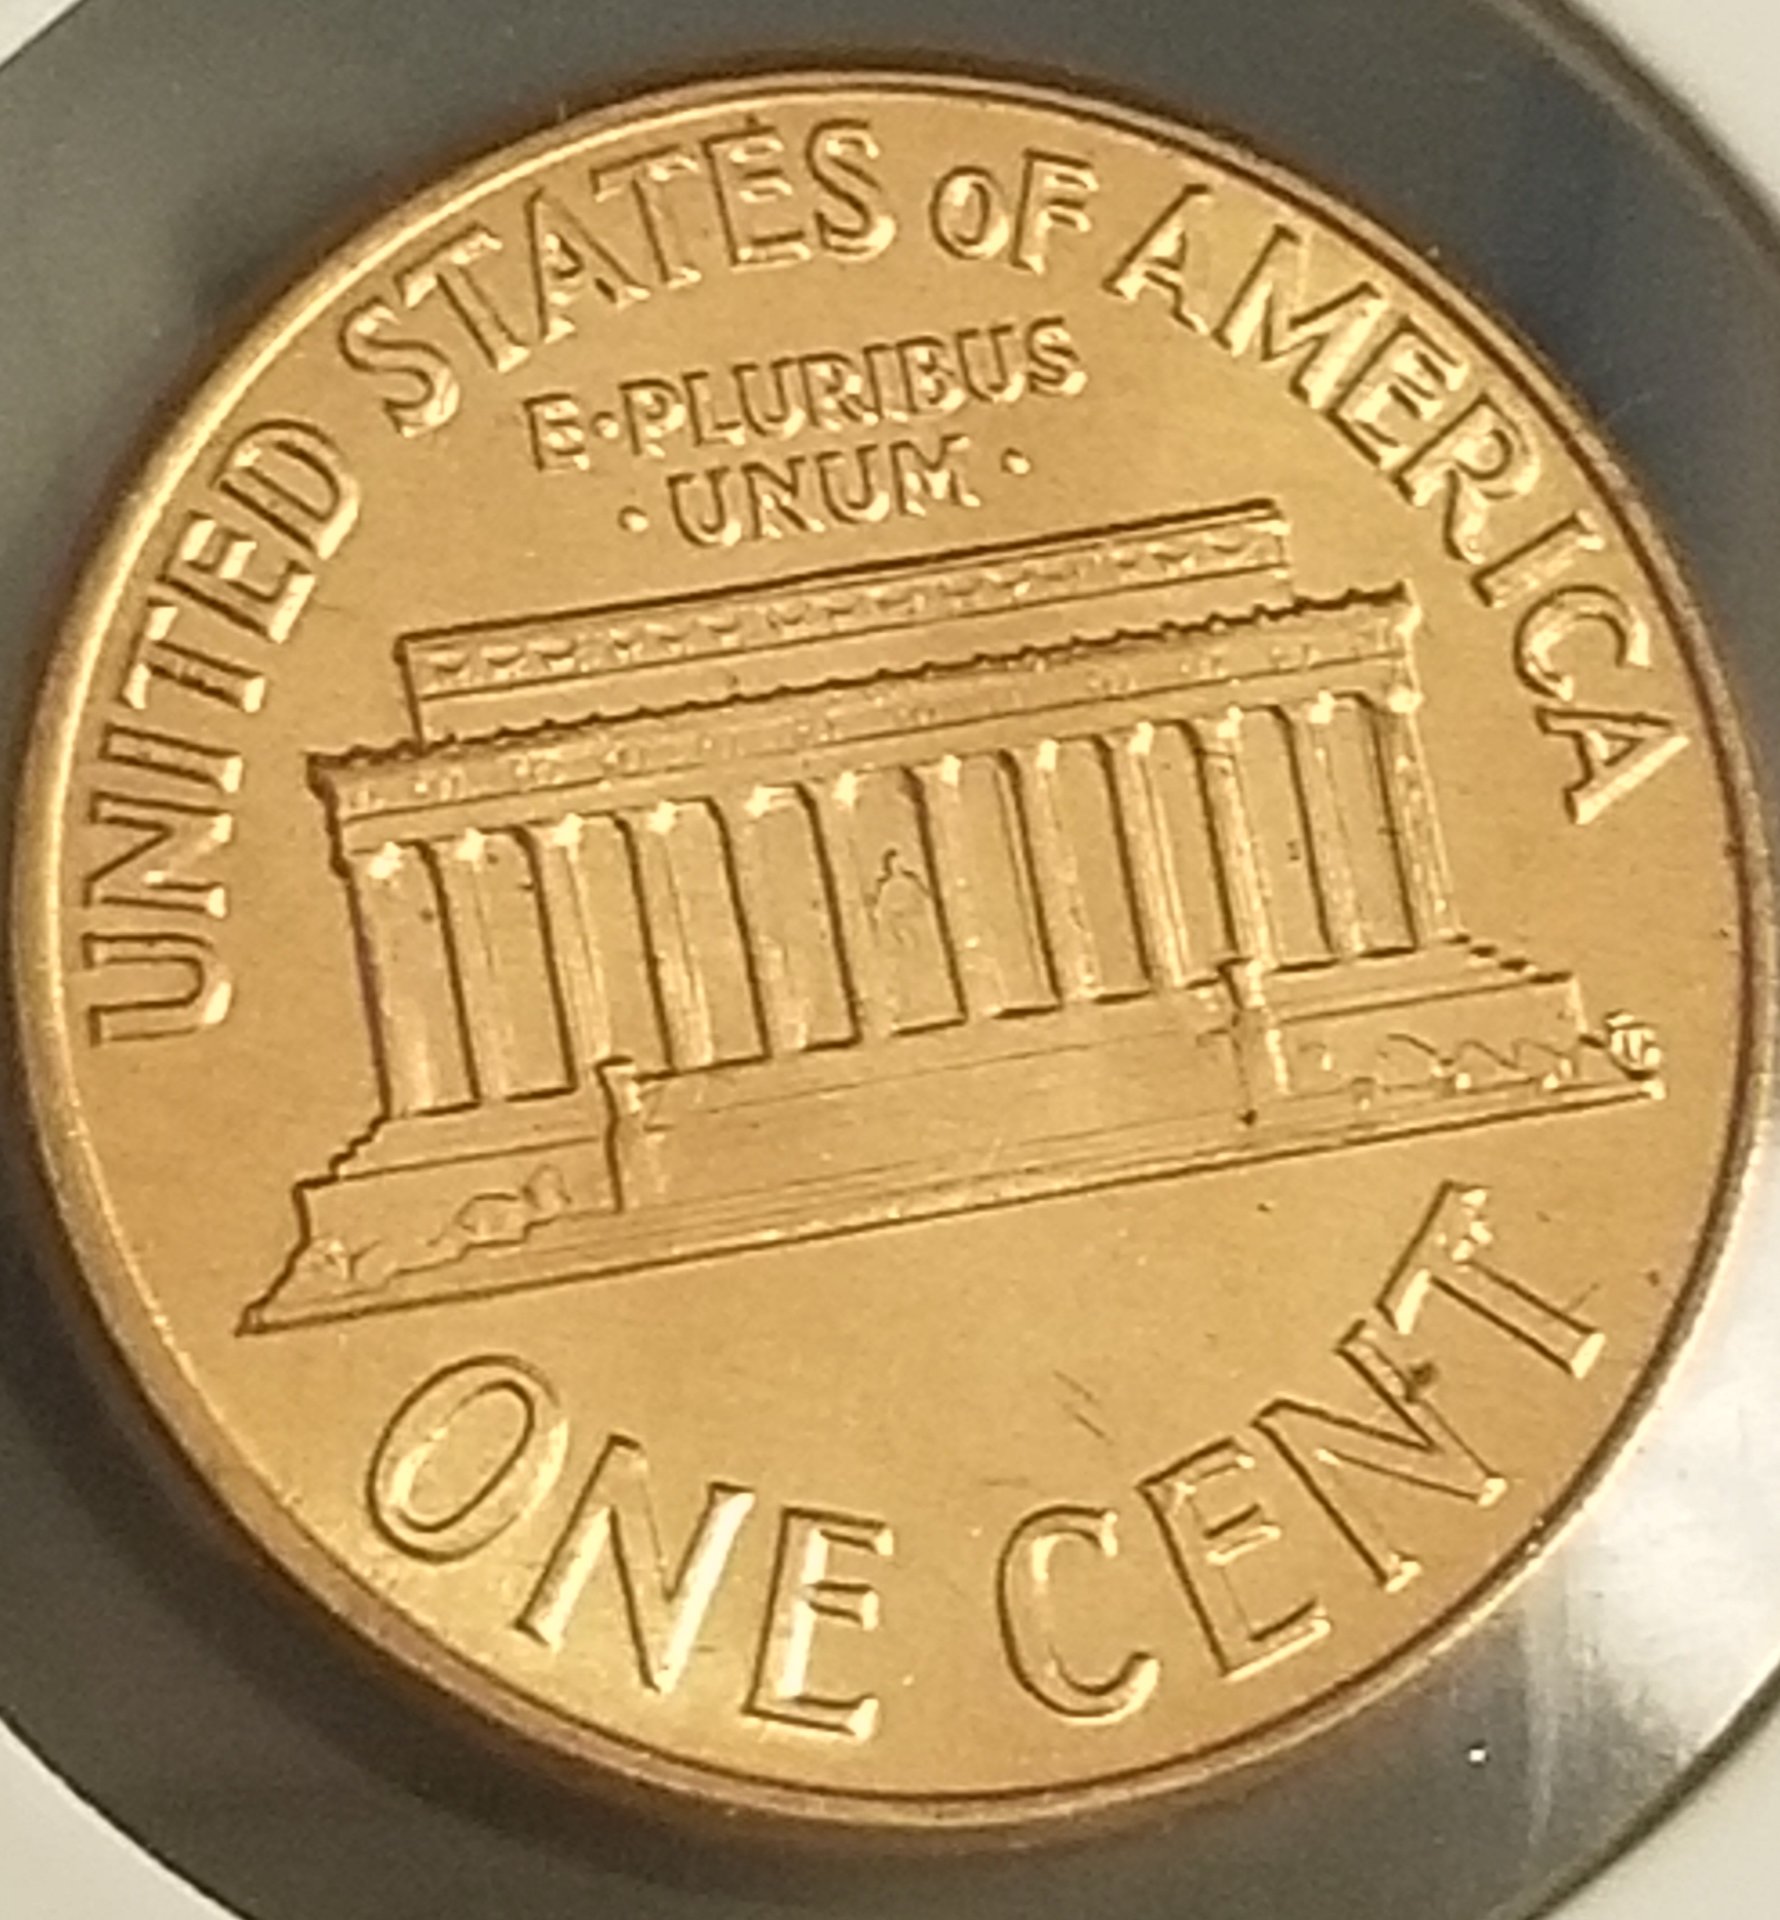 UNITED STATES OF AMERICA
E·PLURIBUS
·UNUM·
ONE CENT